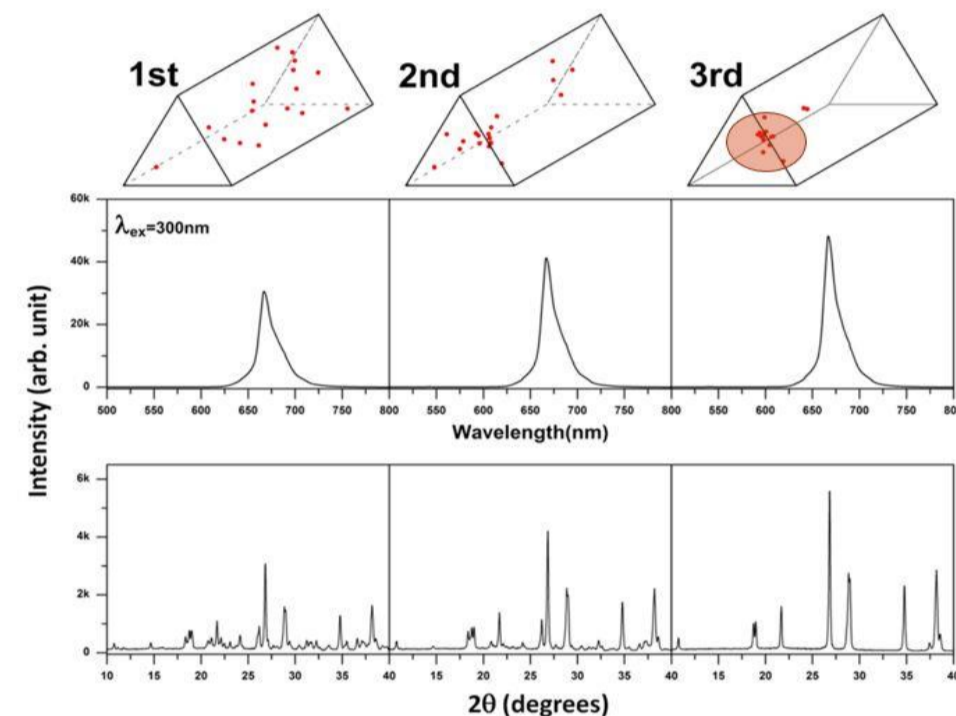 1st 2nd 3rd
60k
λex=300nm
40k
20k
0
500 550 600 650 700 750 800 550 600 650 700 750 800 550 600 650 700 750 800
Wavelength(nm)
Intensity (arb. unit)
6k
4k
2k
0
10 15 20 25 30 35 40 15 20 25 30 35 40 15 20 25 30 35 40
2θ (degrees)